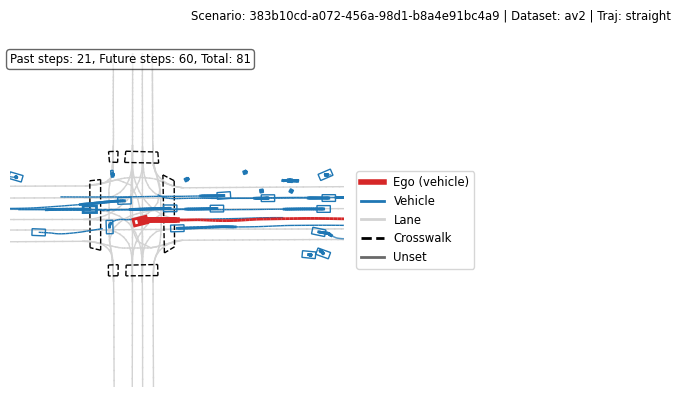 Scenario: 383b10cd-a072-456a-98d1-b8a4e91bc4a9 | Dataset: av2 | Traj: straight
Past steps: 21, Future steps: 60, Total: 81
Ego (vehicle)
Vehicle
Lane
Crosswalk
Unset